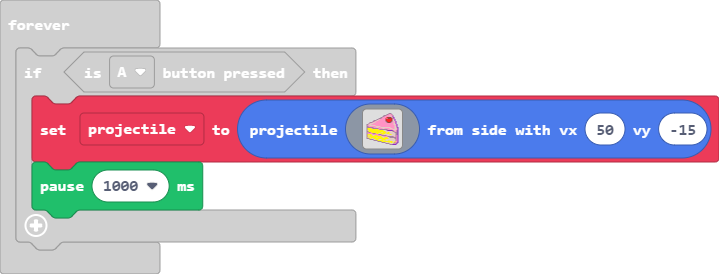 forever
if is A button pressed then
set projectile to projectile from side with vx 50 vy -15
pause 1000 ms